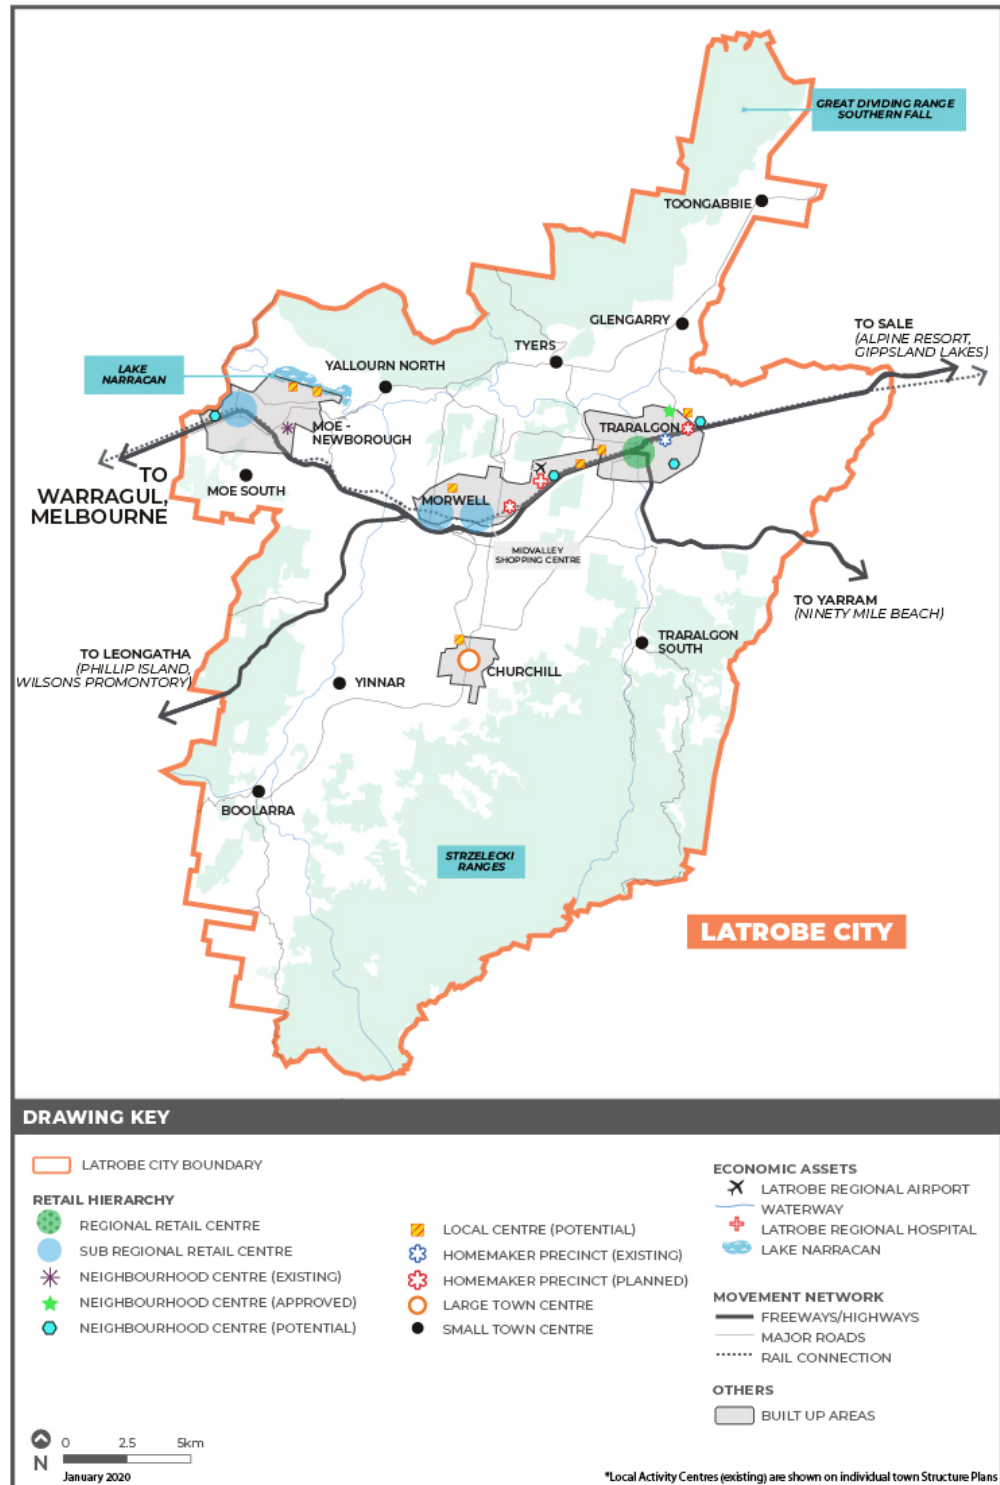 GREAT DIVIDING RANGE
SOUTHERN FALL
TOONGABBIE
GLENGARRY
TO SALE
(ALPINE RESORT,
GIPPSLAND LAKES)
TYERS
LAKE
NARRACAN
YALLOURN NORTH
MOE -
NEWBOROUGH
TRARALGON
TO
WARRAGUL,
MELBOURNE
MOE SOUTH
MORWELL
MIDVALLEY
SHOPPING CENTRE
TO YARRAM
(NINETY MILE BEACH)
TO LEONGATHA
(PHILLIP ISLAND,
WILSONS PROMONTORY)
TRARALGON
SOUTH
CHURCHILL
YINNAR
BOOLARRA
STRZELECKI
RANGES
LATROBE CITY
DRAWING KEY
LATROBE CITY BOUNDARY
RETAIL HIERARCHY
REGIONAL RETAIL CENTRE
SUB REGIONAL RETAIL CENTRE
NEIGHBOURHOOD CENTRE (EXISTING)
NEIGHBOURHOOD CENTRE (APPROVED)
NEIGHBOURHOOD CENTRE (POTENTIAL)
LOCAL CENTRE (POTENTIAL)
HOMEMAKER PRECINCT (EXISTING)
HOMEMAKER PRECINCT (PLANNED)
LARGE TOWN CENTRE
SMALL TOWN CENTRE
ECONOMIC ASSETS
LATROBE REGIONAL AIRPORT
WATERWAY
LATROBE REGIONAL HOSPITAL
LAKE NARRACAN
MOVEMENT NETWORK
FREEWAYS/HIGHWAYS
MAJOR ROADS
RAIL CONNECTION
OTHERS
BUILT UP AREAS
0 2.5 5km
N
January 2020
*Local Activity Centres (existing) are shown on individual town Structure Plans